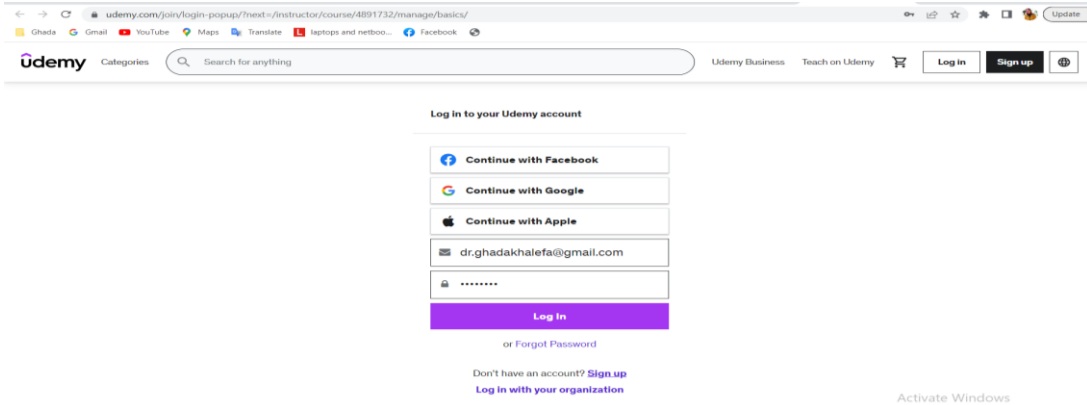 udemy.com/join/login-popup/?next=/instructor/course/4891732/manage/basics/ Update
Ghada Gmail YouTube Maps Translate laptops and netboo... Facebook
ûdemy Categories Search for anything Udemy Business Teach on Udemy Log in Sign up
Log in to your Udemy account
Continue with Facebook
Continue with Google
Continue with Apple
dr.ghadakhalefa@gmail.com
••••••••
Log In
or Forgot Password
Don't have an account? Sign up
Log in with your organization
Activate Windows